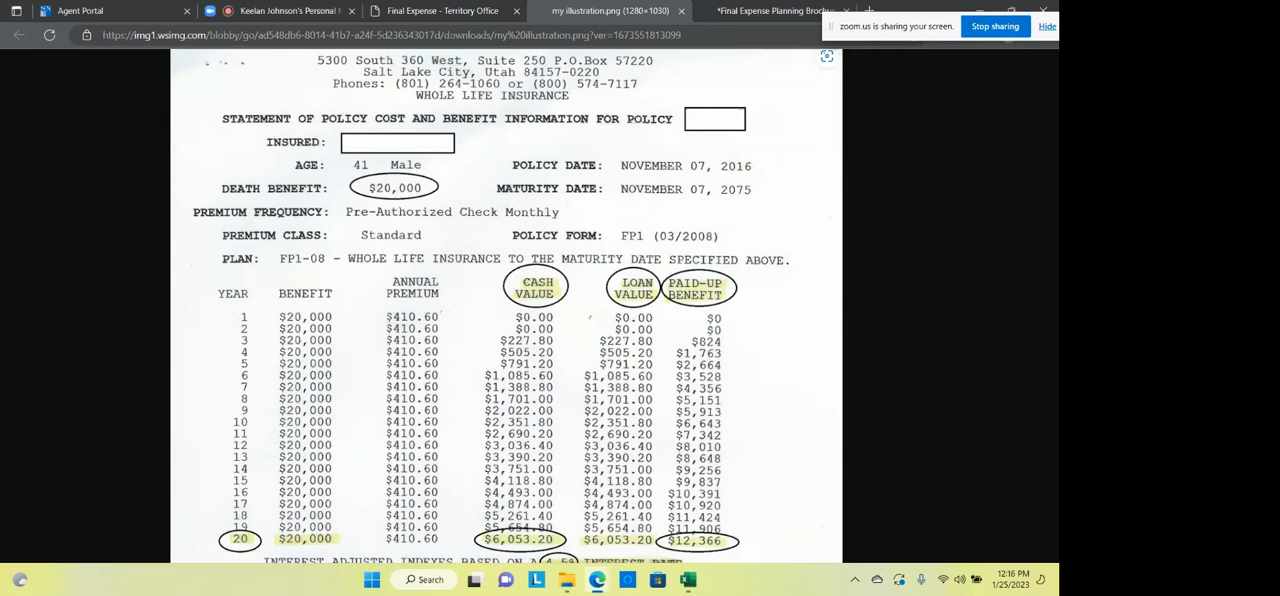 Agent Portal
Keelan Johnson's Personal
Final Expense - Territory Office
my illustration.png (1280×1030)
*Final Expense Planning Broch
zoom.us is sharing your screen.
Stop sharing
Hide
https://img1.wsimg.com/blobby/go/ad548db6-8014-41b7-a24f-5d236343017d/downloads/my%20illustration.png?ver=1673551813099
5300 South 360 West, Suite 250 P.O.Box 57220
Salt Lake City, Utah 84157-0220
Phones: (801) 264-1060 or (800) 574-7117
WHOLE LIFE INSURANCE
STATEMENT OF POLICY COST AND BENEFIT INFORMATION FOR POLICY
INSURED:
AGE: 41 Male POLICY DATE: NOVEMBER 07, 2016
DEATH BENEFIT: $20,000 MATURITY DATE: NOVEMBER 07, 2075
PREMIUM FREQUENCY: Pre-Authorized Check Monthly
PREMIUM CLASS: Standard POLICY FORM: FP1 (03/2008)
PLAN: FP1-08 - WHOLE LIFE INSURANCE TO THE MATURITY DATE SPECIFIED ABOVE.
ANNUAL CASH LOAN PAID-UP
YEAR BENEFIT PREMIUM VALUE VALUE BENEFIT
1 $20,000 $410.60 $0.00 $0.00 $0
2 $20,000 $410.60 $0.00 $0.00 $0
3 $20,000 $410.60 $227.80 $227.80 $824
4 $20,000 $410.60 $505.20 $505.20 $1,763
5 $20,000 $410.60 $791.20 $791.20 $2,664
6 $20,000 $410.60 $1,085.60 $1,085.60 $3,528
7 $20,000 $410.60 $1,388.80 $1,388.80 $4,356
8 $20,000 $410.60 $1,701.00 $1,701.00 $5,151
9 $20,000 $410.60 $2,022.00 $2,022.00 $5,913
10 $20,000 $410.60 $2,351.80 $2,351.80 $6,643
11 $20,000 $410.60 $2,690.20 $2,690.20 $7,342
12 $20,000 $410.60 $3,036.40 $3,036.40 $8,010
13 $20,000 $410.60 $3,390.20 $3,390.20 $8,648
14 $20,000 $410.60 $3,751.00 $3,751.00 $9,256
15 $20,000 $410.60 $4,118.80 $4,118.80 $9,837
16 $20,000 $410.60 $4,493.00 $4,493.00 $10,391
17 $20,000 $410.60 $4,874.00 $4,874.00 $10,920
18 $20,000 $410.60 $5,261.40 $5,261.40 $11,424
19 $20,000 $410.60 $5,654.80 $5,654.80 $11,906
20 $20,000 $410.60 $6,053.20 $6,053.20 $12,366
INTEREST ADJUSTED INDEXES BASED ON A INTEREST RATE
Search
12:16 PM
1/25/2023